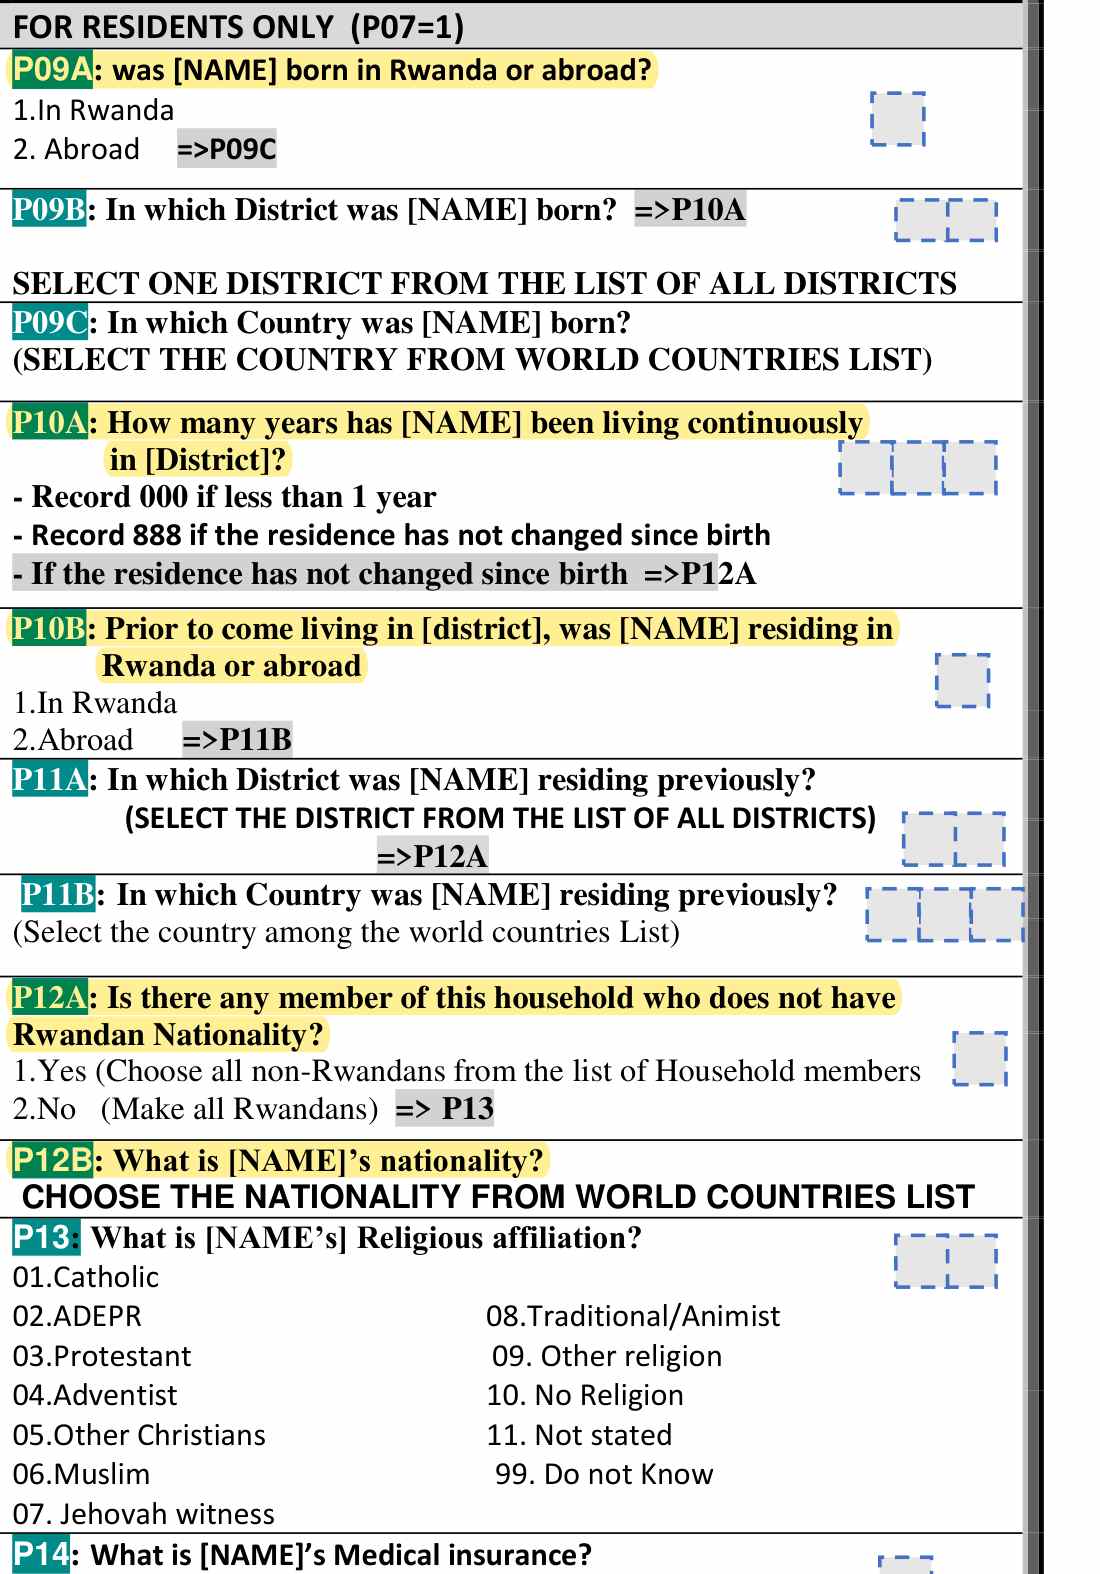 FOR RESIDENTS ONLY (P07=1)
P09A: was [NAME] born in Rwanda or abroad?
1.In Rwanda
2. Abroad =>P09C
P09B: In which District was [NAME] born? =>P10A
SELECT ONE DISTRICT FROM THE LIST OF ALL DISTRICTS
P09C: In which Country was [NAME] born?
(SELECT THE COUNTRY FROM WORLD COUNTRIES LIST)
P10A: How many years has [NAME] been living continuously
in [District]?
- Record 000 if less than 1 year
- Record 888 if the residence has not changed since birth
- If the residence has not changed since birth =>P12A
P10B: Prior to come living in [district], was [NAME] residing in
Rwanda or abroad
1.In Rwanda
2.Abroad =>P11B
P11A: In which District was [NAME] residing previously?
(SELECT THE DISTRICT FROM THE LIST OF ALL DISTRICTS)
=>P12A
P11B: In which Country was [NAME] residing previously?
(Select the country among the world countries List)
P12A: Is there any member of this household who does not have
Rwandan Nationality?
1.Yes (Choose all non-Rwandans from the list of Household members
2.No (Make all Rwandans) => P13
P12B: What is [NAME]’s nationality?
CHOOSE THE NATIONALITY FROM WORLD COUNTRIES LIST
P13: What is [NAME’s] Religious affiliation?
01.Catholic
02.ADEPR 08.Traditional/Animist
03.Protestant 09. Other religion
04.Adventist 10. No Religion
05.Other Christians 11. Not stated
06.Muslim 99. Do not Know
07. Jehovah witness
P14: What is [NAME]’s Medical insurance?